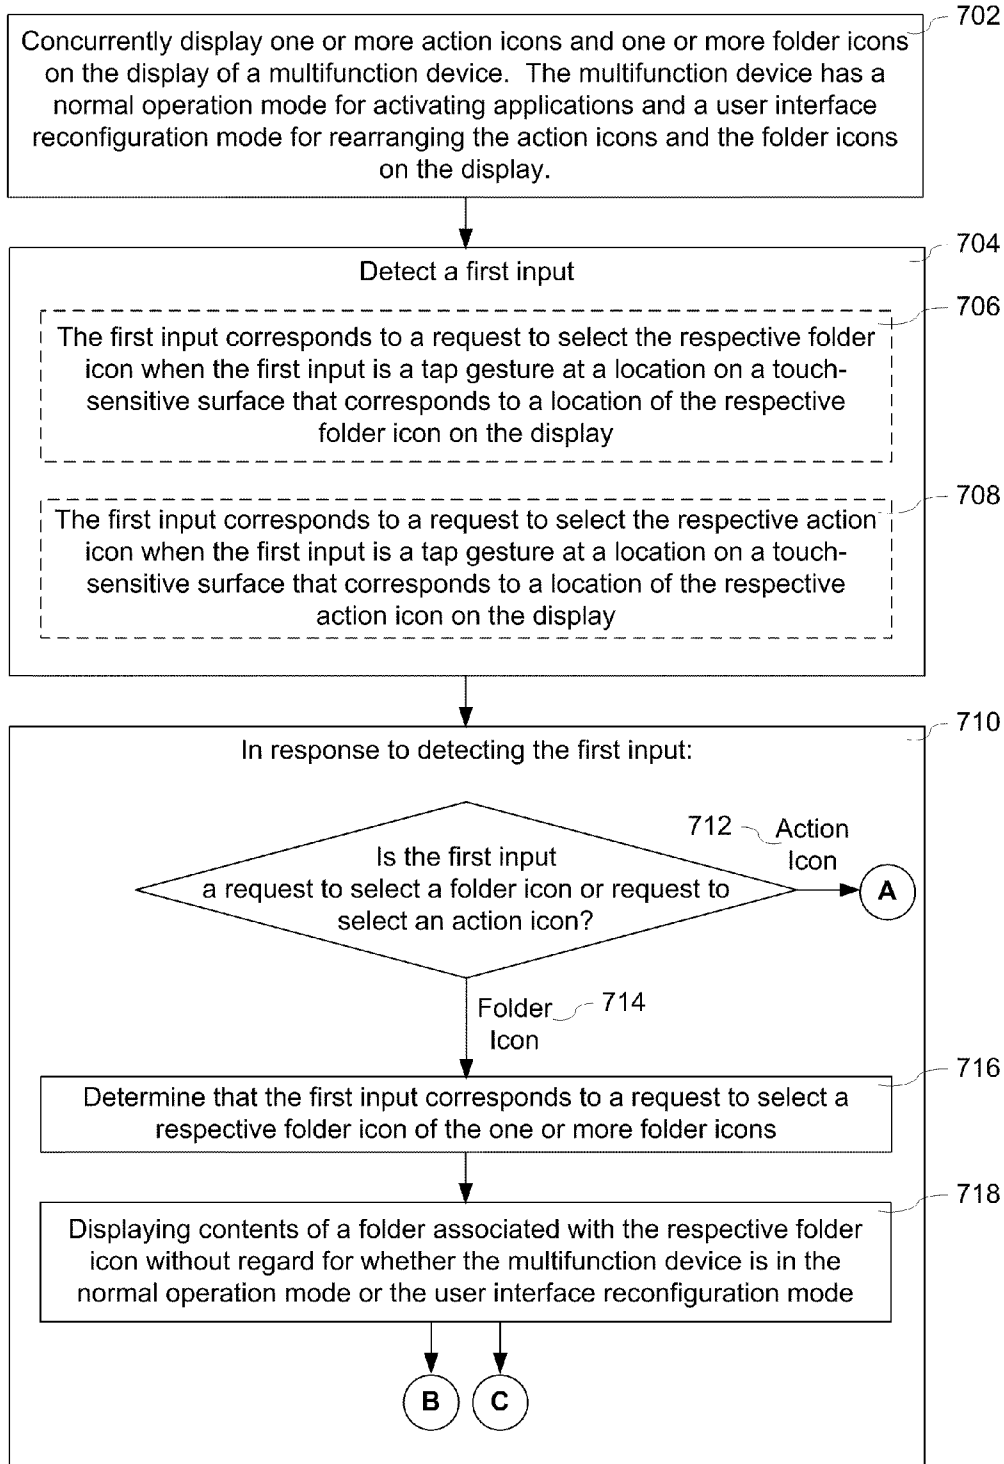 702
Concurrently display one or more action icons and one or more folder icons
on the display of a multifunction device. The multifunction device has a
normal operation mode for activating applications and a user interface
reconfiguration mode for rearranging the action icons and the folder icons
on the display.
704
Detect a first input
706
The first input corresponds to a request to select the respective folder
icon when the first input is a tap gesture at a location on a touch-
sensitive surface that corresponds to a location of the respective
folder icon on the display
708
The first input corresponds to a request to select the respective action
icon when the first input is a tap gesture at a location on a touch-
sensitive surface that corresponds to a location of the respective
action icon on the display
710
In response to detecting the first input:
712
Action
Icon
Is the first input
a request to select a folder icon or request to
select an action icon?
A
Folder
Icon
714
716
Determine that the first input corresponds to a request to select a
respective folder icon of the one or more folder icons
718
Displaying contents of a folder associated with the respective folder
icon without regard for whether the multifunction device is in the
normal operation mode or the user interface reconfiguration mode
B
C